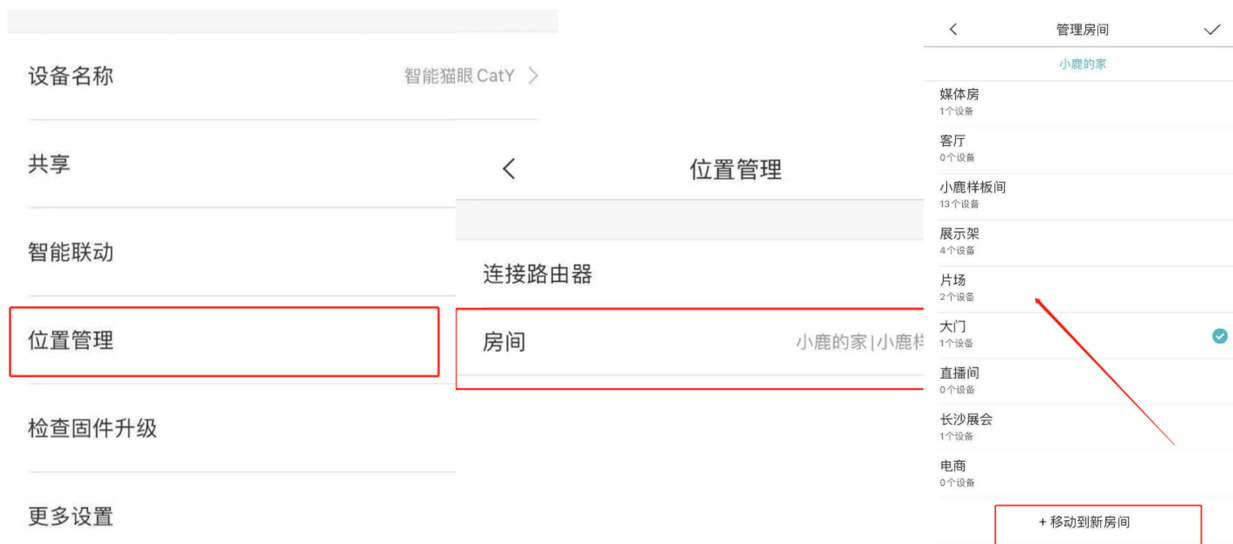 设备名称
智能猫眼CatY
共享
智能联动
位置管理
检查固件升级
更多设置
位置管理
连接路由器
房间
小鹿的家|小鹿样
管理房间
小鹿的家
媒体房
1个设备
客厅
0个设备
小鹿样板间
13个设备
展示架
4个设备
片场
2个设备
大门
1个设备
直播间
0个设备
长沙展会
1个设备
电商
0个设备
+ 移动到新房间